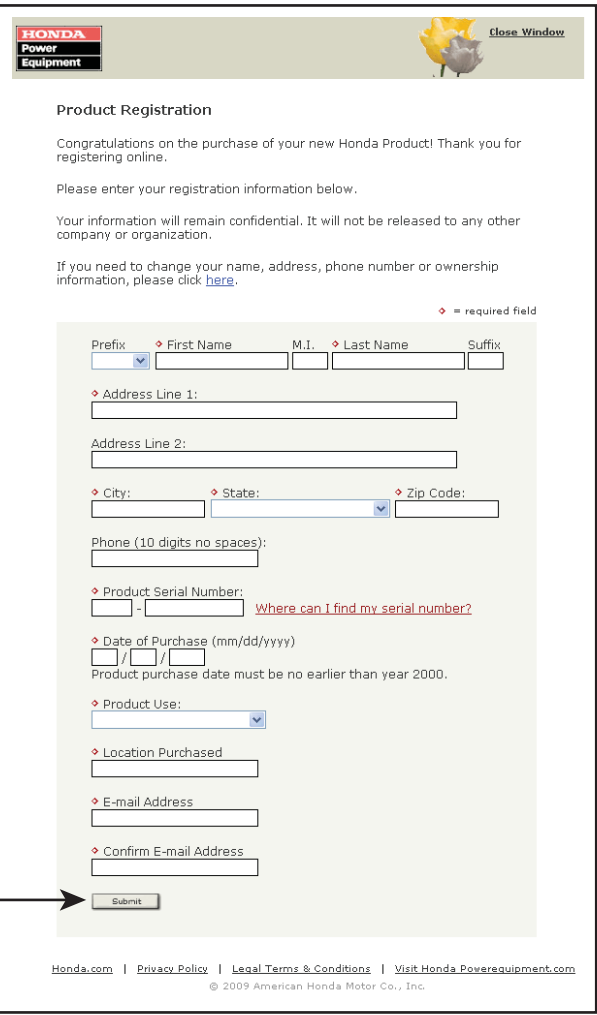 HONDA
Power
Equipment
Close Window
Product Registration
Congratulations on the purchase of your new Honda Product! Thank you for
registering online.
Please enter your registration information below.
Your information will remain confidential. It will not be released to any other
company or organization.
If you need to change your name, address, phone number or ownership
information, please click here.
= required field
Prefix First Name M.I. Last Name Suffix
Address Line 1:
Address Line 2:
City: State: Zip Code:
Phone (10 digits no spaces):
Product Serial Number:
- Where can I find my serial number?
Date of Purchase (mm/dd/yyyy)
/ /
Product purchase date must be no earlier than year 2000.
Product Use:
Location Purchased
E-mail Address
Confirm E-mail Address
Submit
Honda.com | Privacy Policy | Legal Terms & Conditions | Visit Honda Powerequipment.com
© 2009 American Honda Motor Co., Inc.